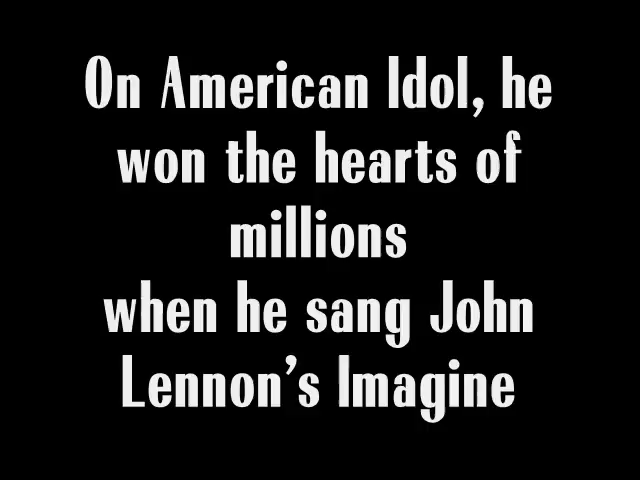 On American Idol, he
won the hearts of
millions
when he sang John
Lennon's Imagine